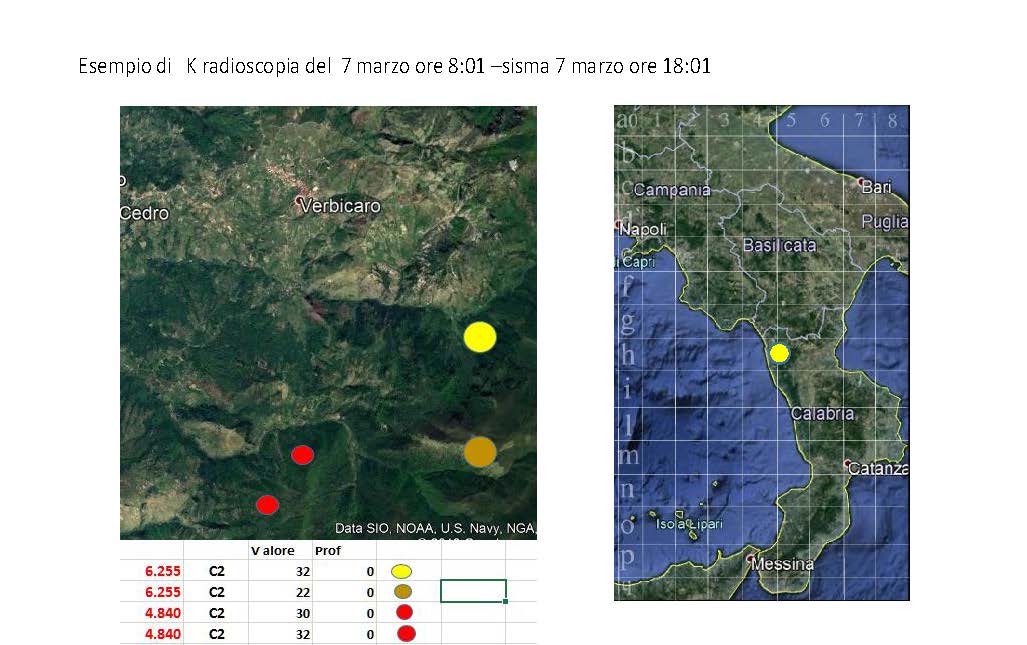 Esempio di K radioscopia del 7 marzo ore 8:01 –sisma 7 marzo ore 18:01
Verbicaro
Cedro
Data SIO, NOAA, U.S. Navy, NGA,
Valore Prof
6.255 C2 32 0
6.255 C2 22 0
4.840 C2 30 0
4.840 C2 32 0
a 0 1 2 3 4 5 6 7 8
b
Campania
Bari
Puglia
Napoli
Basilicata
Capri
f
g
h
i
l
Calabria
m
Catanza
n
o
Isola Lipari
p
Messina